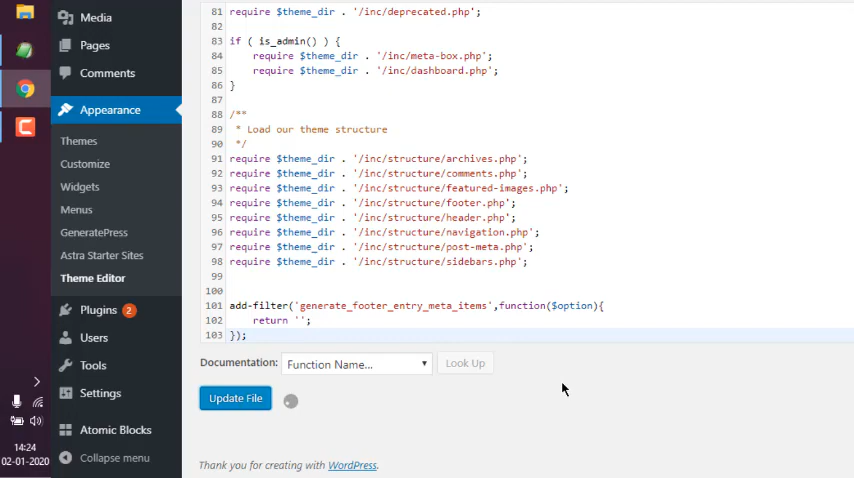 Media
Pages
Comments
Appearance
Themes
Customize
Widgets
Menus
GeneratePress
Astra Starter Sites
Theme Editor
Plugins 2
Users
Tools
Settings
Atomic Blocks
Collapse menu
14:24
02-01-2020
81 require $theme_dir . '/inc/deprecated.php';
82
83 if ( is_admin() ) {
84 require $theme_dir . '/inc/meta-box.php';
85 require $theme_dir . '/inc/dashboard.php';
86 }
87
88 /**
89 * Load our theme structure
90 */
91 require $theme_dir . '/inc/structure/archives.php';
92 require $theme_dir . '/inc/structure/comments.php';
93 require $theme_dir . '/inc/structure/featured-images.php';
94 require $theme_dir . '/inc/structure/footer.php';
95 require $theme_dir . '/inc/structure/header.php';
96 require $theme_dir . '/inc/structure/navigation.php';
97 require $theme_dir . '/inc/structure/post-meta.php';
98 require $theme_dir . '/inc/structure/sidebars.php';
99
100
101 add-filter('generate_footer_entry_meta_items',function($option){
102 return '';
103 });
Documentation: Function Name... Look Up
Update File
Thank you for creating with WordPress.